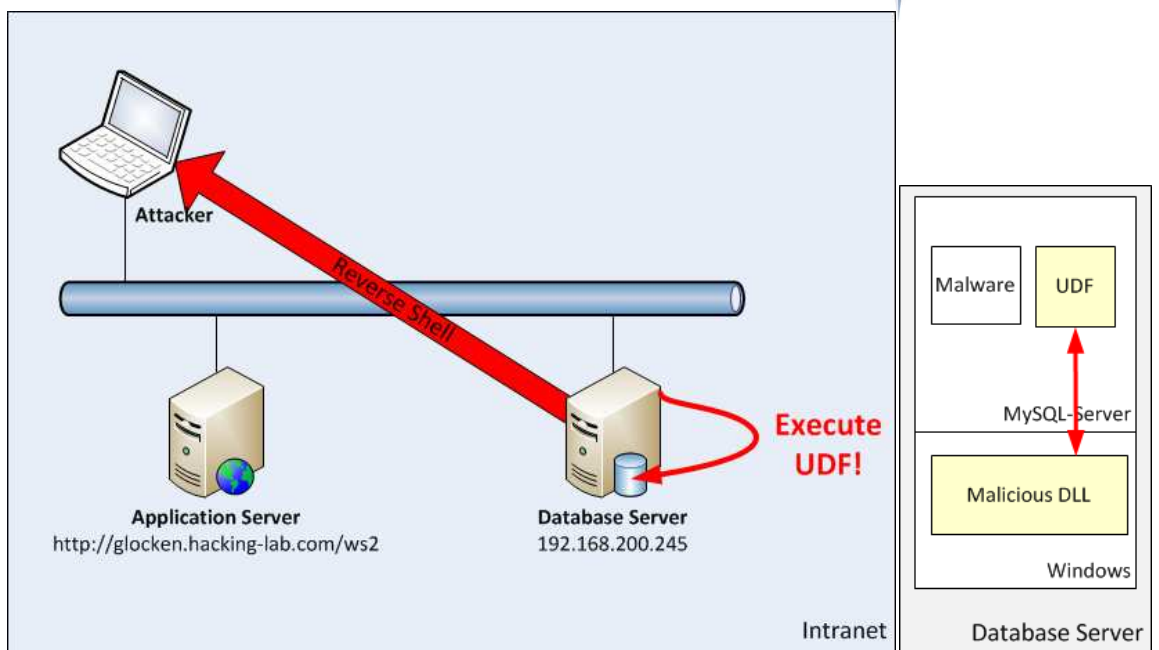 Attacker
Reverse Shell
Execute
UDF!
Application Server
http://glocken.hacking-lab.com/ws2
Database Server
192.168.200.245
Intranet
Malware
UDF
MySQL-Server
Malicious DLL
Windows
Database Server